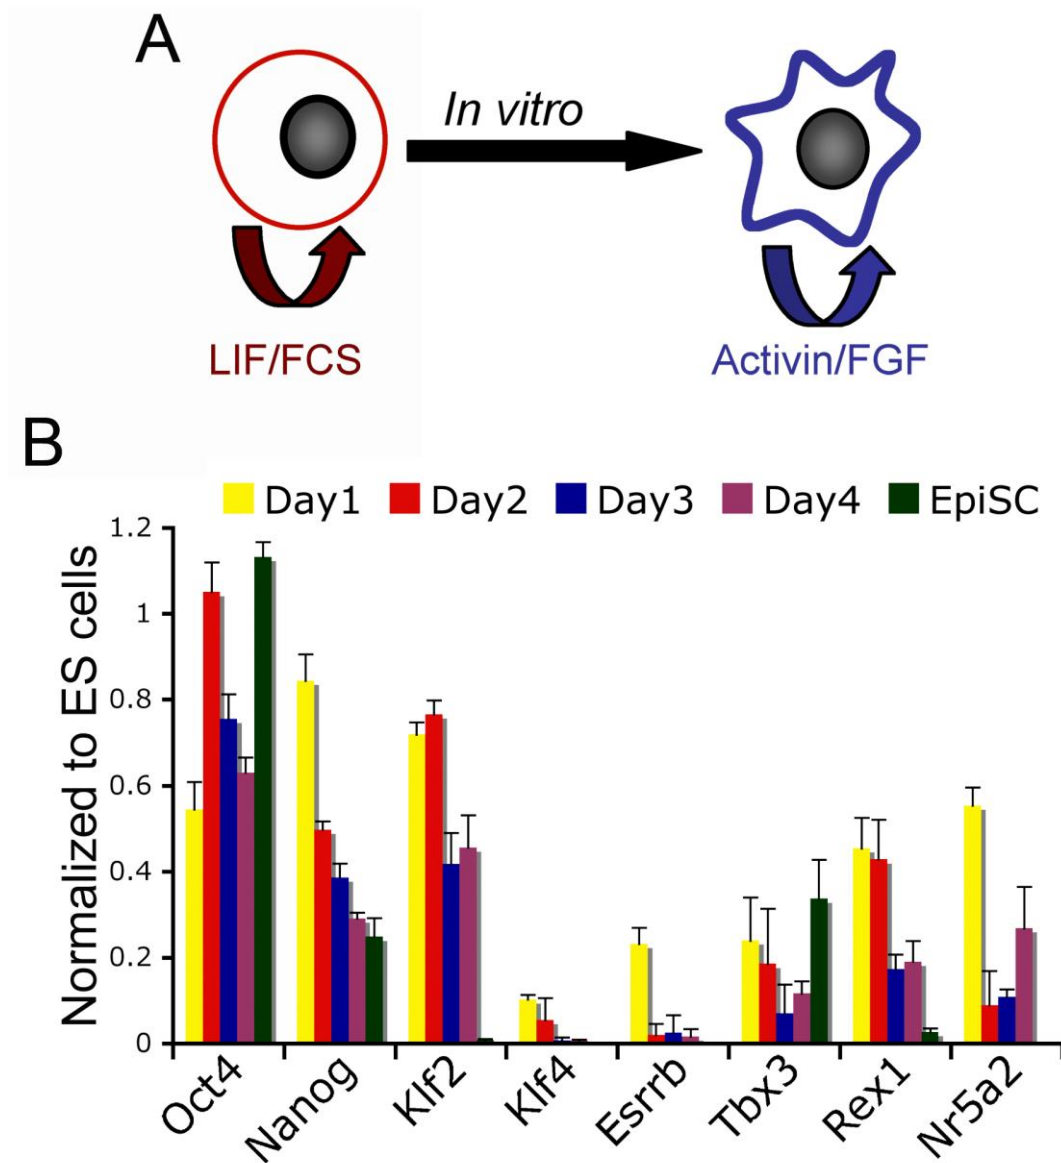 A
In vitro
LIF/FCS
Activin/FGF
B
Day1 Day2 Day3 Day4 EpiSC
Normalized to ES cells
1.2
1
0.8
0.6
0.4
0.2
0
Oct4 Nanog Klf2 Klf4 Esrrb Tbx3 Rex1 Nr5a2